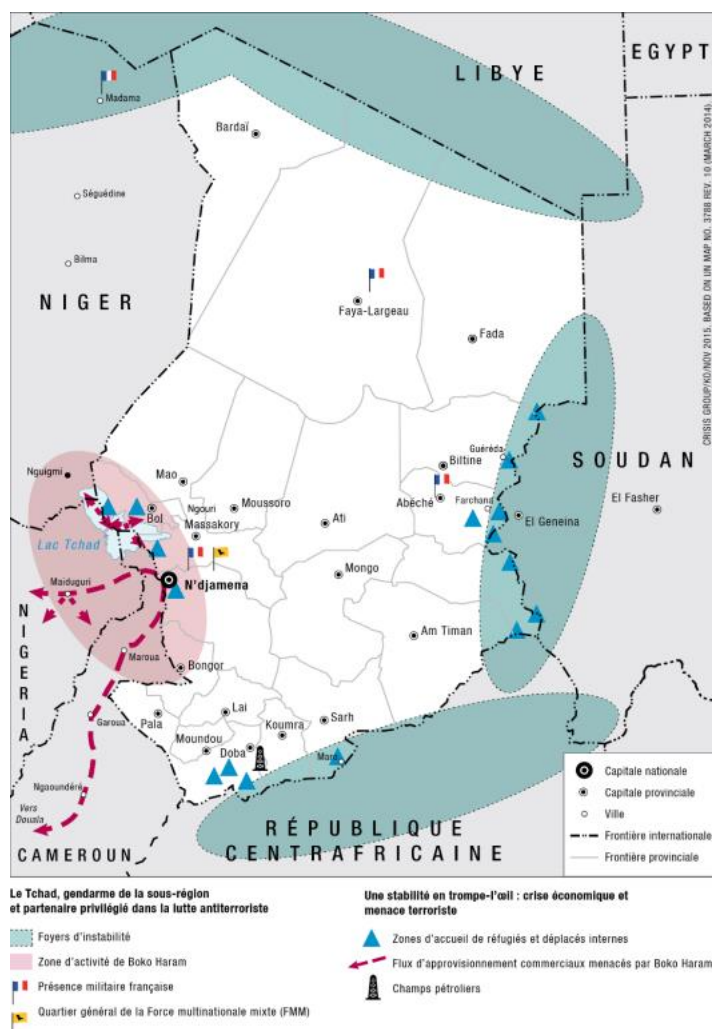 LIBYE
EGYPT
Madama
Bardaï
CRISIS GROUP/KO/NOV 2015. BASED ON UN MAP NO. 3788 REV. 10 (MARCH 2014).
Séguédine
Bilma
NIGER
Faya-Largeau
Fada
Guéréda
SOUDAN
Nguigmi
Mao
Biltine
Bol
Ngouri
Moussoro
Abéché
Farchana
El Fasher
Massakory
Ati
El Geneina
Lac Tchad
N'djamena
Mongo
Maiduguri
NIGERIA
Am Timan
Maroua
Bongor
Garoua
Pala
Lai
Koumra
Sarh
Moundou
Doba
Maro
Ngaoundéré
Vers
Douala
CAMEROUN
RÉPUBLIQUE
CENTRAFRICAINE
Capitale nationale
Capitale provinciale
Ville
Frontière internationale
Frontière provinciale
Le Tchad, gendarme de la sous-région
et partenaire privilégié dans la lutte antiterroriste
Foyers d'instabilité
Zone d'activité de Boko Haram
Présence militaire française
Quartier général de la Force multinationale mixte (FMM)
Une stabilité en trompe-l'œil : crise économique et
menace terroriste
Zones d'accueil de réfugiés et déplacés internes
Flux d'approvisionnement commerciaux menacés par Boko Haram
Champs pétroliers